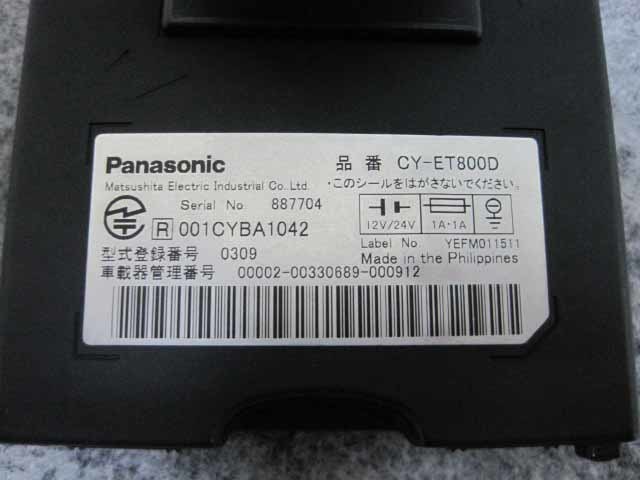 Panasonic 品番 CY-ET800D
Matsushita Electric Industrial Co.,Ltd. ・このシールをはがさないでください。
Serial No. 887704
R 001CYBA1042 12V/24V 1A・1A
Label No. YEFM011511
型式登録番号 0309 Made in the Philippines
車載器管理番号 00002-00330689-000912